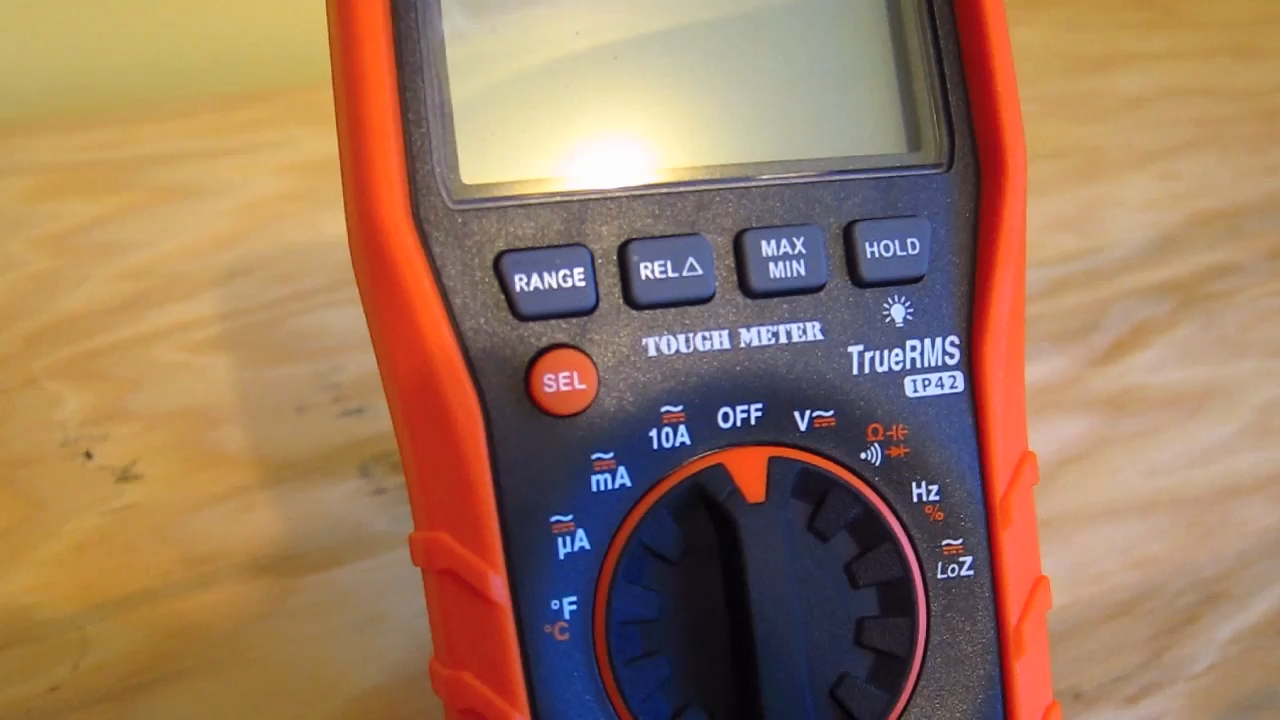 RANGE
REL△
MAX
MIN
HOLD
TOUGH METER
TrueRMS
IP42
SEL
OFF
V
10A
Ω
mA
Hz
%
µA
LoZ
°F
°C